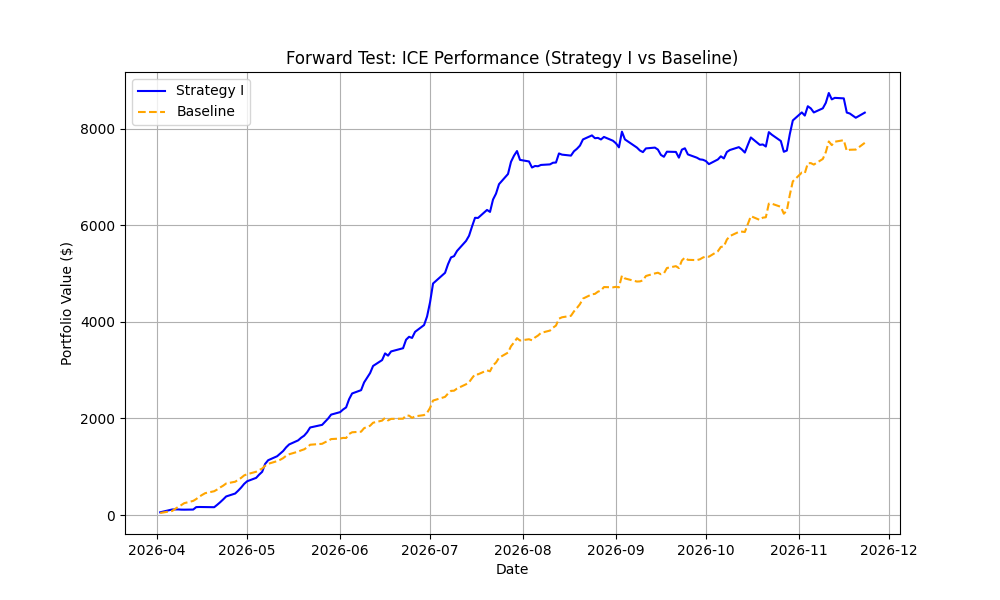 Forward Test: ICE Performance (Strategy I vs Baseline)
Strategy I
Baseline
Portfolio Value ($)
8000
6000
4000
2000
0
2026-04 2026-05 2026-06 2026-07 2026-08 2026-09 2026-10 2026-11 2026-12
Date